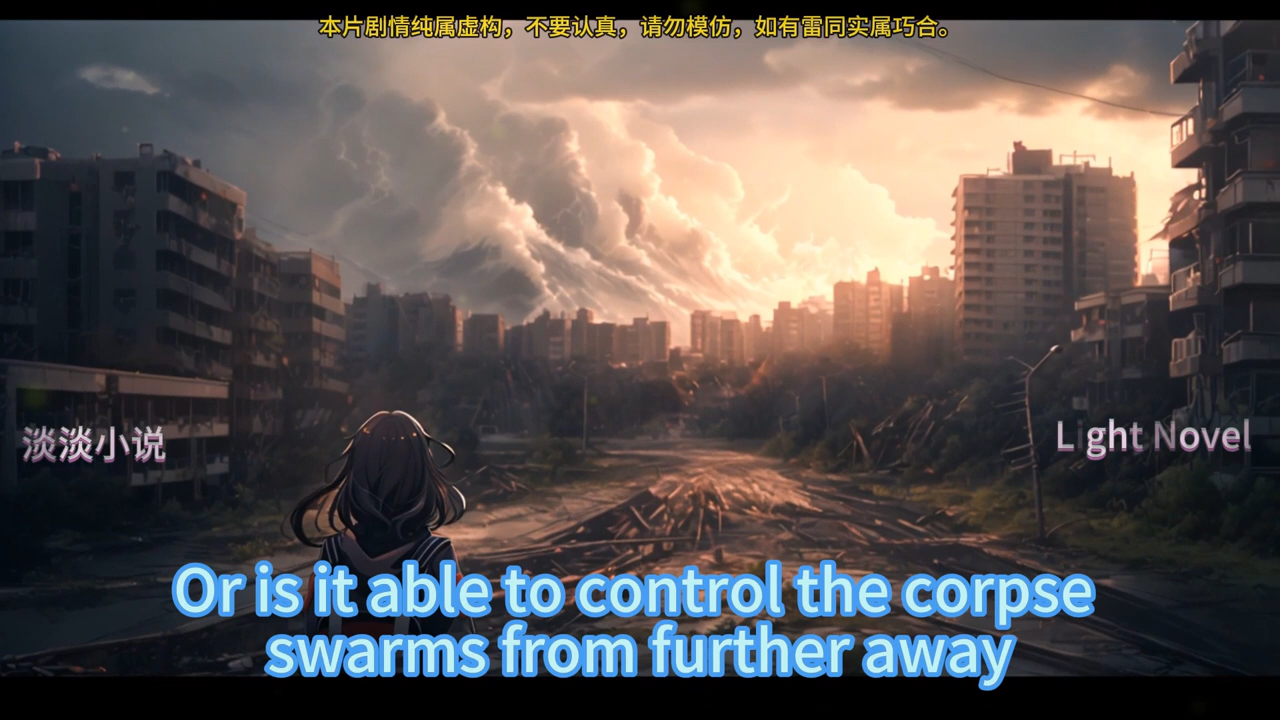 本片剧情纯属虚构，不要认真，请勿模仿，如有雷同实属巧合。
淡淡小说
Light Novel
Or is it able to control the corpse
swarms from further away